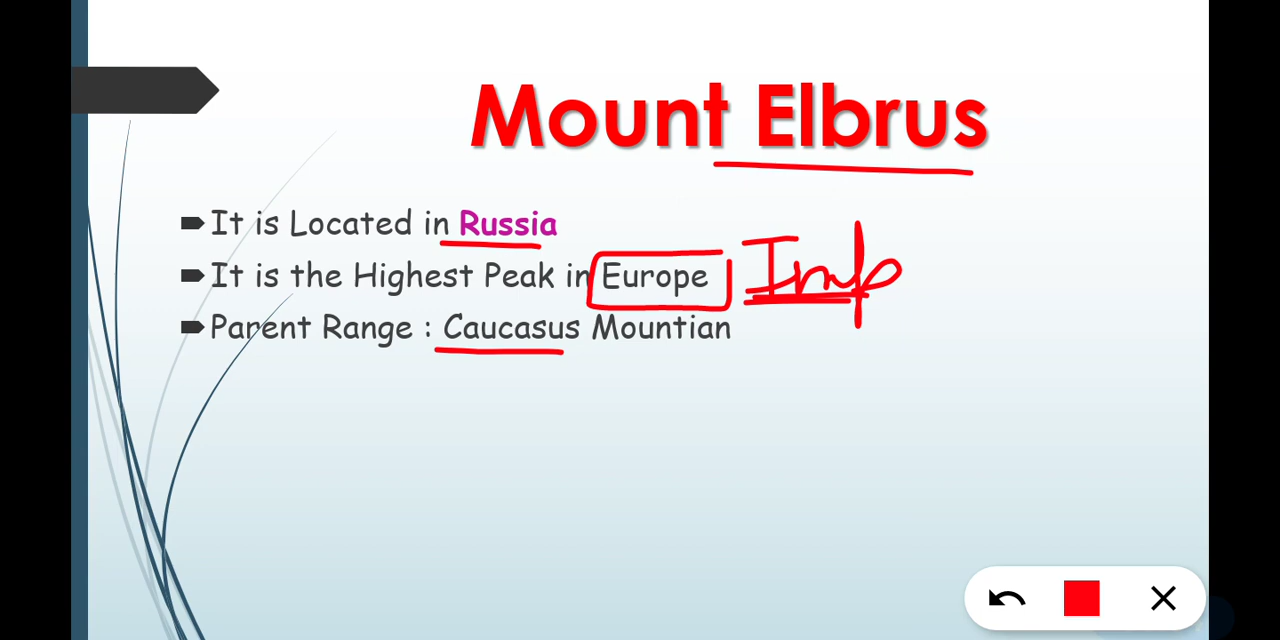 Mount Elbrus
It is Located in Russia
It is the Highest Peak in Europe Imp
Parent Range : Caucasus Mountian